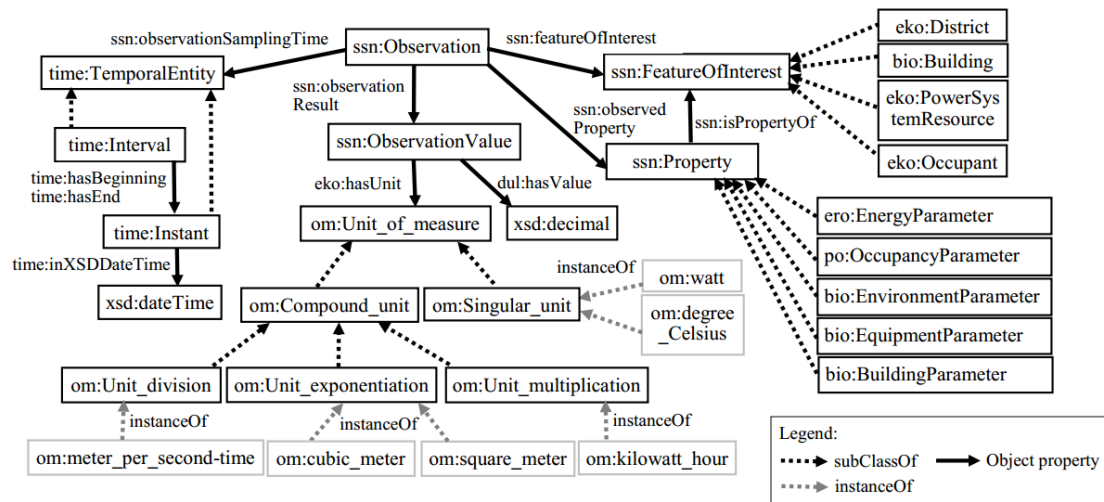 ssn:observationSamplingTime
ssn:Observation
ssn:featureOfInterest
eko:District
time:TemporalEntity
ssn:FeatureOfInterest
bio:Building
ssn:observation
Result
ssn:observed
Property
ssn:isPropertyOf
eko:PowerSys
temResource
time:Interval
ssn:ObservationValue
ssn:Property
eko:Occupant
time:hasBeginning
time:hasEnd
eko:hasUnit
dul:hasValue
time:Instant
om:Unit_of_measure
xsd:decimal
ero:EnergyParameter
po:OccupancyParameter
time:inXSDDateTime
instanceOf
om:watt
bio:EnvironmentParameter
xsd:dateTime
om:Compound_unit
om:Singular_unit
om:degree
_Celsius
bio:EquipmentParameter
bio:BuildingParameter
om:Unit_division
om:Unit_exponentiation
om:Unit_multiplication
instanceOf
instanceOf
instanceOf
om:meter_per_second-time
om:cubic_meter
om:square_meter
om:kilowatt_hour
Legend:
subClassOf
Object property
instanceOf